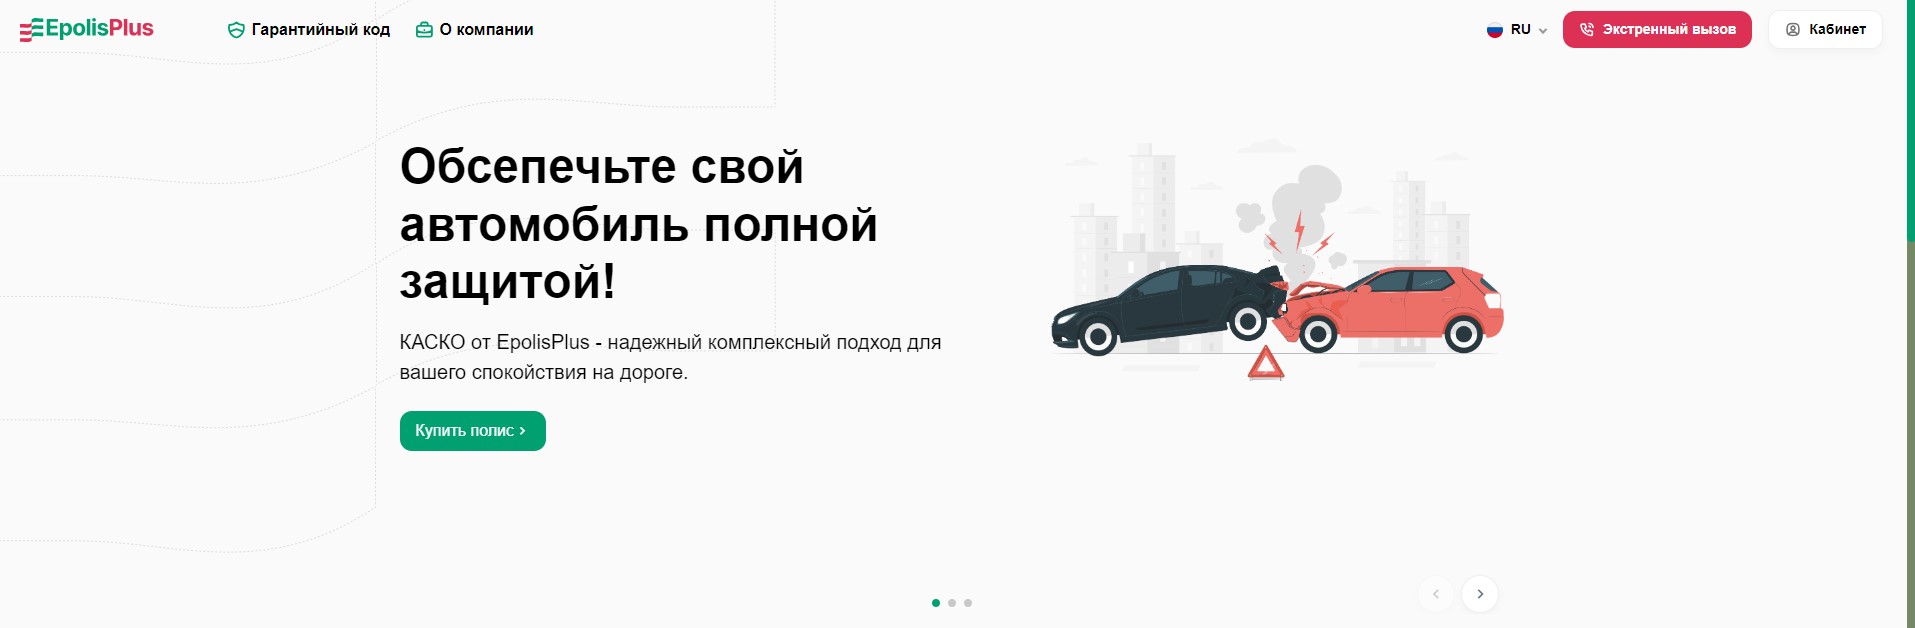 EpolisPlus
Гарантийный код
О компании
RU
Экстренный вызов
Кабинет
Обсепечьте свой
автомобиль полной
защитой!
КАСКО от EpolisPlus - надежный комплексный подход для
вашего спокойствия на дороге.
Купить полис